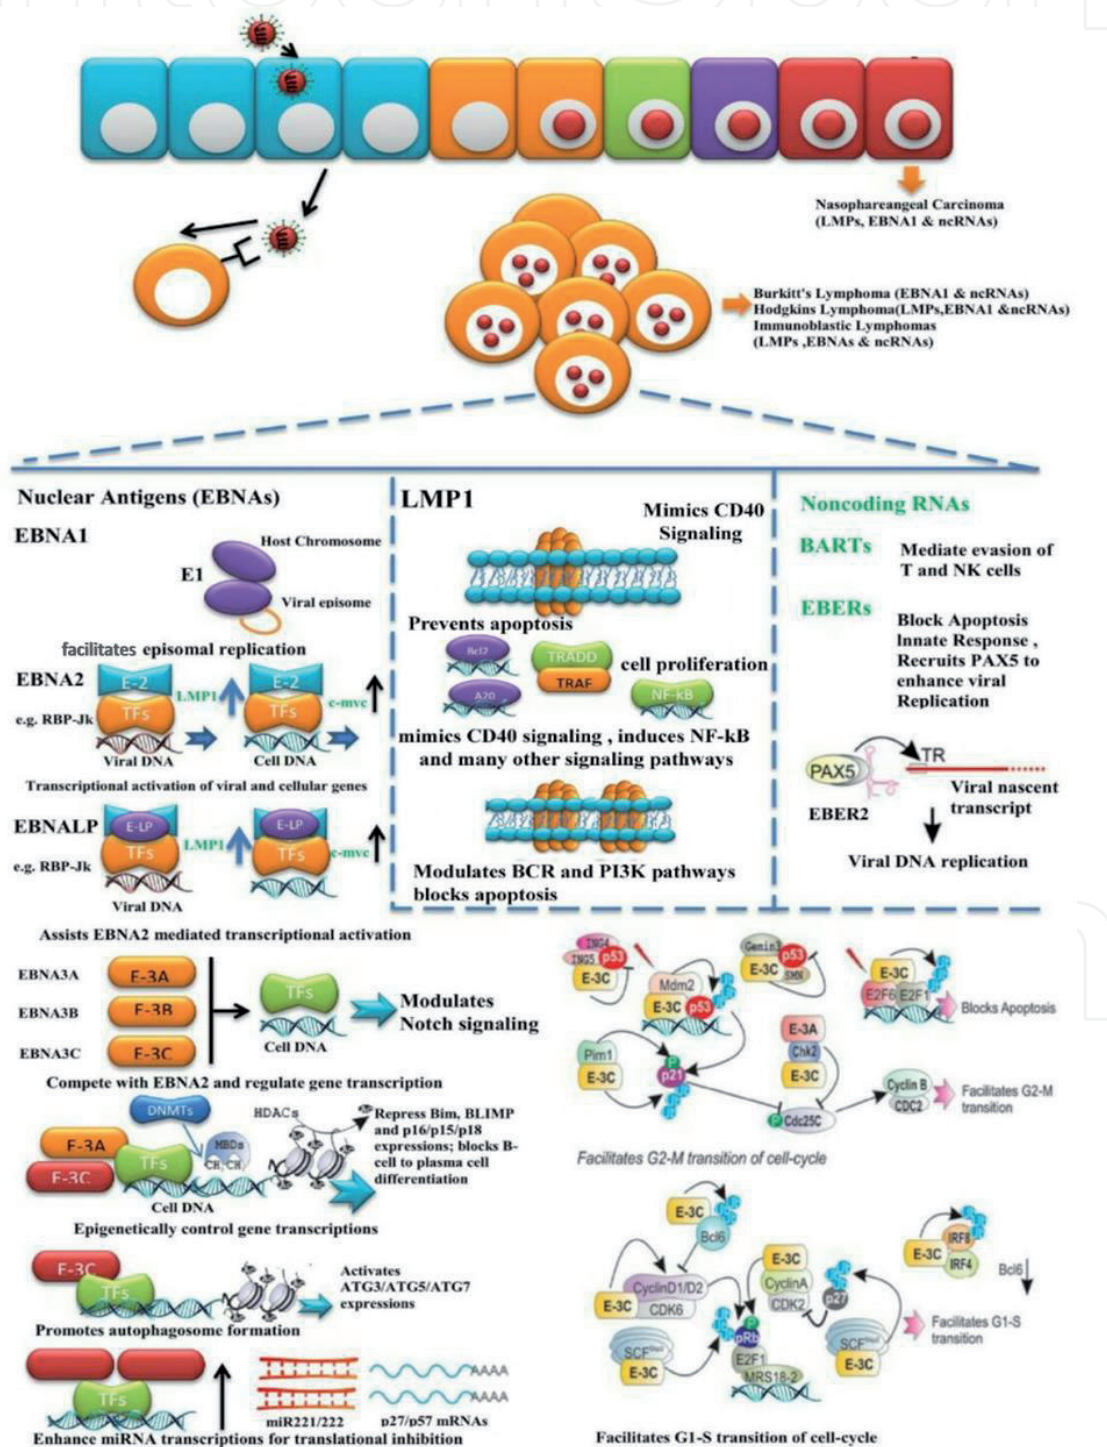 Nasophareangeal Carcinoma
(LMPs, EBNA1 & ncRNAs)
Burkitt's Lymphoma (EBNA1 & ncRNAs)
Hodgkins Lymphoma(LMPs,EBNA1 &ncRNAs)
Immunoblastic Lymphomas
(LMPs ,EBNAs & ncRNAs)
Nuclear Antigens (EBNAs)
EBNA1
Host Chromosome
E1
Viral episome
facilitates episomal replication
EBNA2
E-2
LMP1
E-2
c-mvc
e.g. RBP-Jk
TFs
TFs
Viral DNA
Cell DNA
Transcriptional activation of viral and cellular genes
EBNALP
E-LP
LMP1
E-LP
c-mvc
e.g. RBP-Jk
TFs
TFs
Viral DNA
Assists EBNA2 mediated transcriptional activation
LMP1
Mimics CD40
Signaling
Prevents apoptosis
Bcl2
TRADD
cell proliferation
A20
TRAF
NF-kB
mimics CD40 signaling , induces NF-kB
and many other signaling pathways
Modulates BCR and PI3K pathways
blocks apoptosis
Noncoding RNAs
BARTs
Mediate evasion of
T and NK cells
EBERs
Block Apoptosis
Innate Response ,
Recruits PAX5 to
enhance viral
Replication
PAX5
TR
EBER2
Viral nascent
transcript
Viral DNA replication
EBNA3A
E-3A
EBNA3B
E-3B
EBNA3C
E-3C
TFs
Cell DNA
Modulates
Notch signaling
Compete with EBNA2 and regulate gene transcription
DNMTs
HDACs
E-3A
E-3C
TFs
MBDs
CH, CH,
Cell DNA
Repress Bim, BLIMP
and p16/p15/p18
expressions; blocks B-
cell to plasma cell
differentiation
Epigenetically control gene transcriptions
E-3C
TFs
Activates
ATG3/ATG5/ATG7
expressions
Promotes autophagosome formation
TFs
miR221/222
AAAA
AAAA
p27/p57 mRNAs
Enhance miRNA transcriptions for translational inhibition
ING4
ING5
p53
E-3C
Mdm2
E-3C
p53
Gemin3
p53
E-3C
SMN
E-3C
E2F6
E2F1
Blocks Apoptosis
Pim1
E-3C
P
p21
E-3A
Chk2
E-3C
P
Cdc25C
Cyclin B
CDC2
Facilitates G2-M
transition
Facilitates G2-M transition of cell-cycle
E-3C
Bcl6
CyclinD1/D2
E-3C
CDK6
E-3C
CyclinA
CDK2
p27
E-3C
IRF8
IRF4
Bcl6
P
pRb
E2F1
MRS18-2
SCF
E-3C
SCF
E-3C
Facilitates G1-S
transition
Facilitates G1-S transition of cell-cycle